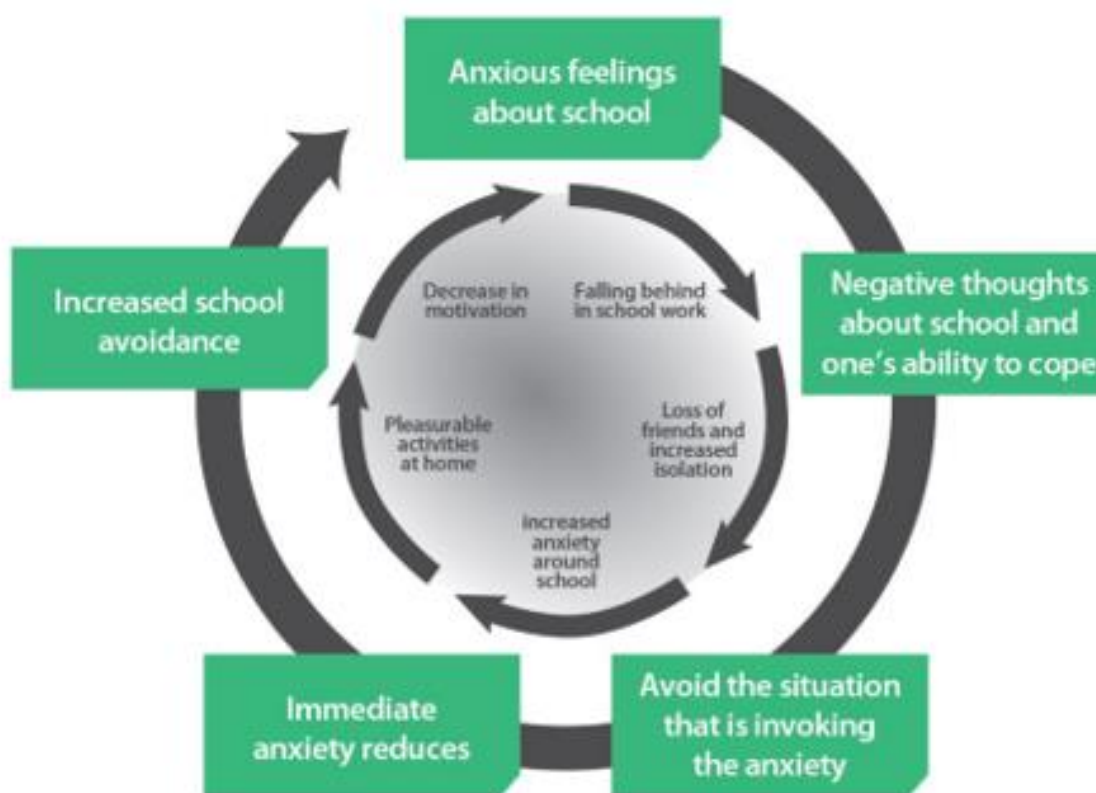 Anxious feelings
about school
Negative thoughts
about school and
one's ability to cope
Avoid the situation
that is invoking
the anxiety
Immediate
anxiety reduces
Increased school
avoidance
Falling behind
in school work
Loss of
friends and
increased
isolation
increased
anxiety
around
school
Pleasurable
activities
at home
Decrease in
motivation